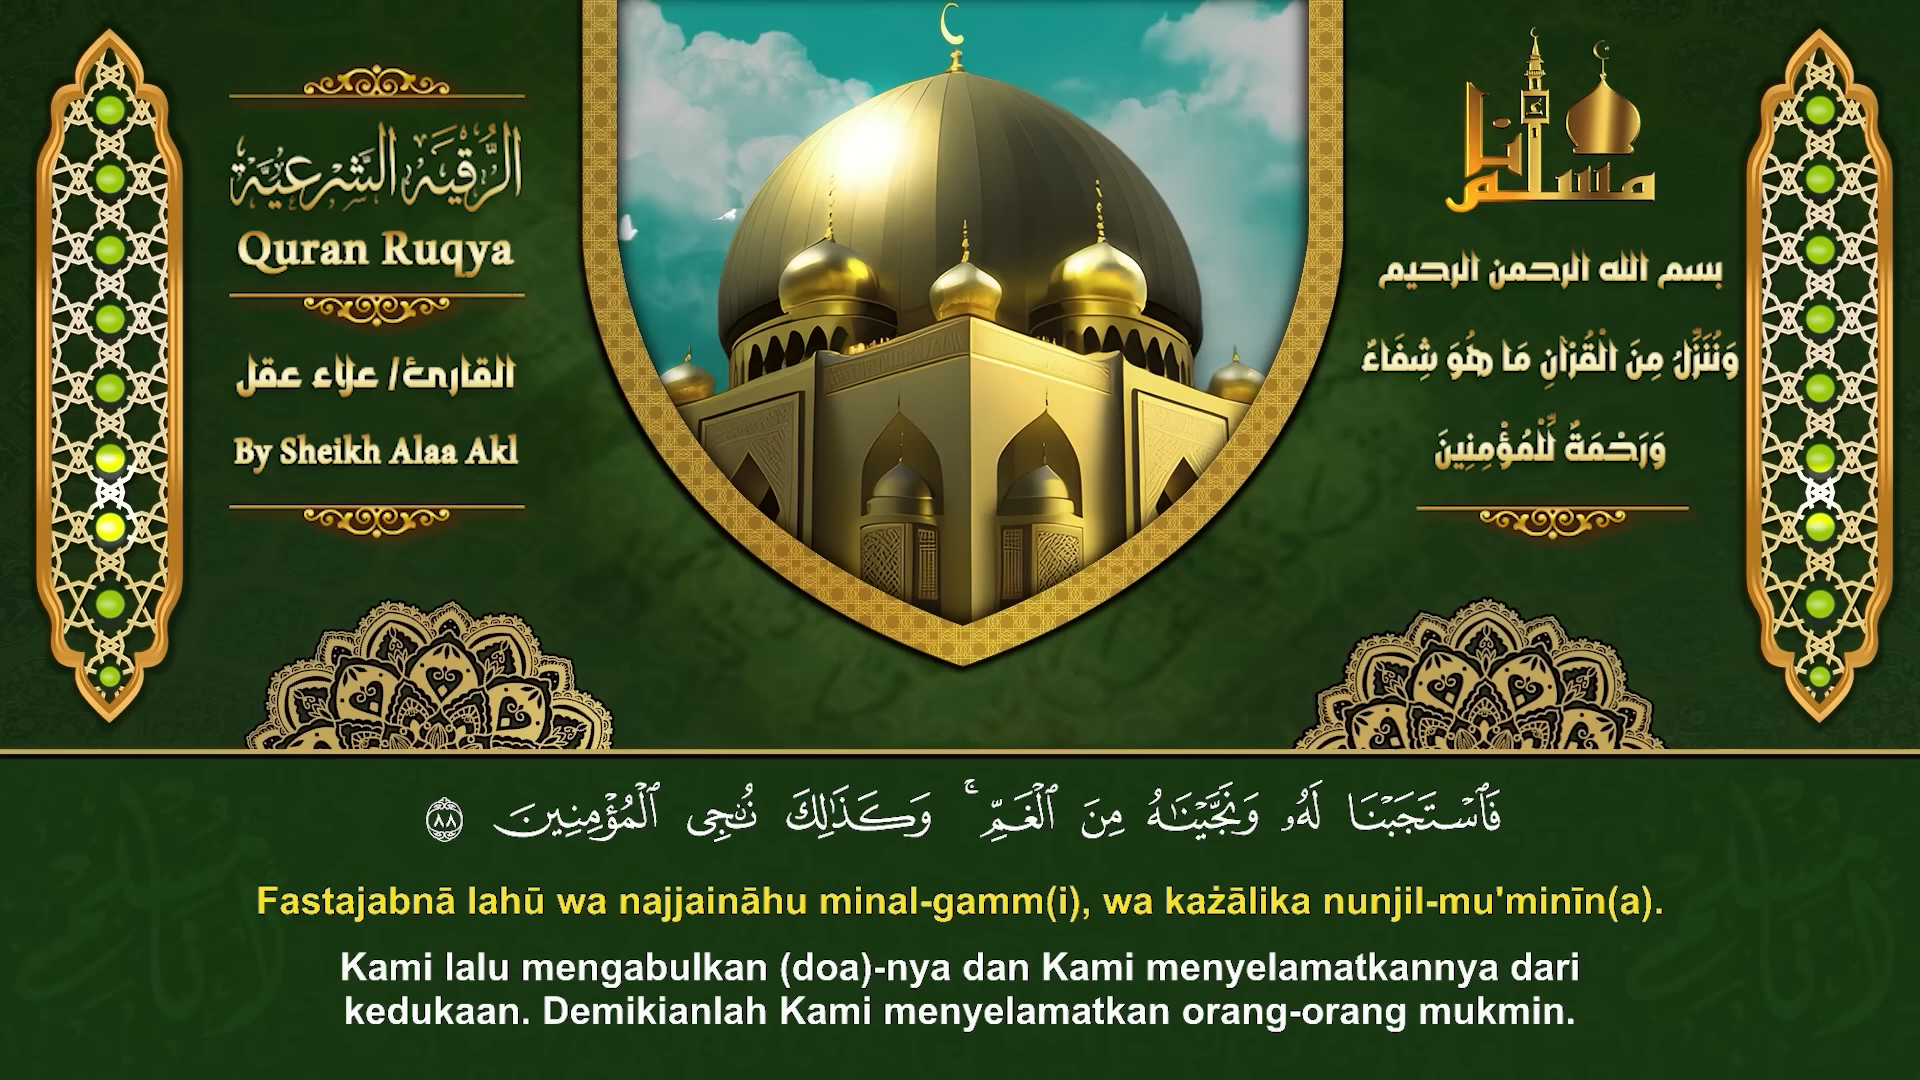 الرُّقيَة الشَّرعيَّة
Quran Ruqya
القارئ/ علاء عقل
By Sheikh Alaa Akl
أنا مسلم
بسم الله الرحمن الرحيم
وَنُنَزِّلُ مِنَ الْقُرْآنِ مَا هُوَ شِفَاءٌ
وَرَحْمَةٌ لِّلْمُؤْمِنِينَ
فَٱسْتَجَبْنَا لَهُۥ وَنَجَّيْنَـٰهُ مِنَ ٱلْغَمِّ ۚ وَكَذَٰلِكَ نُـۨجِى ٱلْمُؤْمِنِينَ ٨٨
Fastajabnā lahū wa najjaināhu minal-gamm(i), wa każālika nunjil-mu'minīn(a).
Kami lalu mengabulkan (doa)-nya dan Kami menyelamatkannya dari
kedukaan. Demikianlah Kami menyelamatkan orang-orang mukmin.